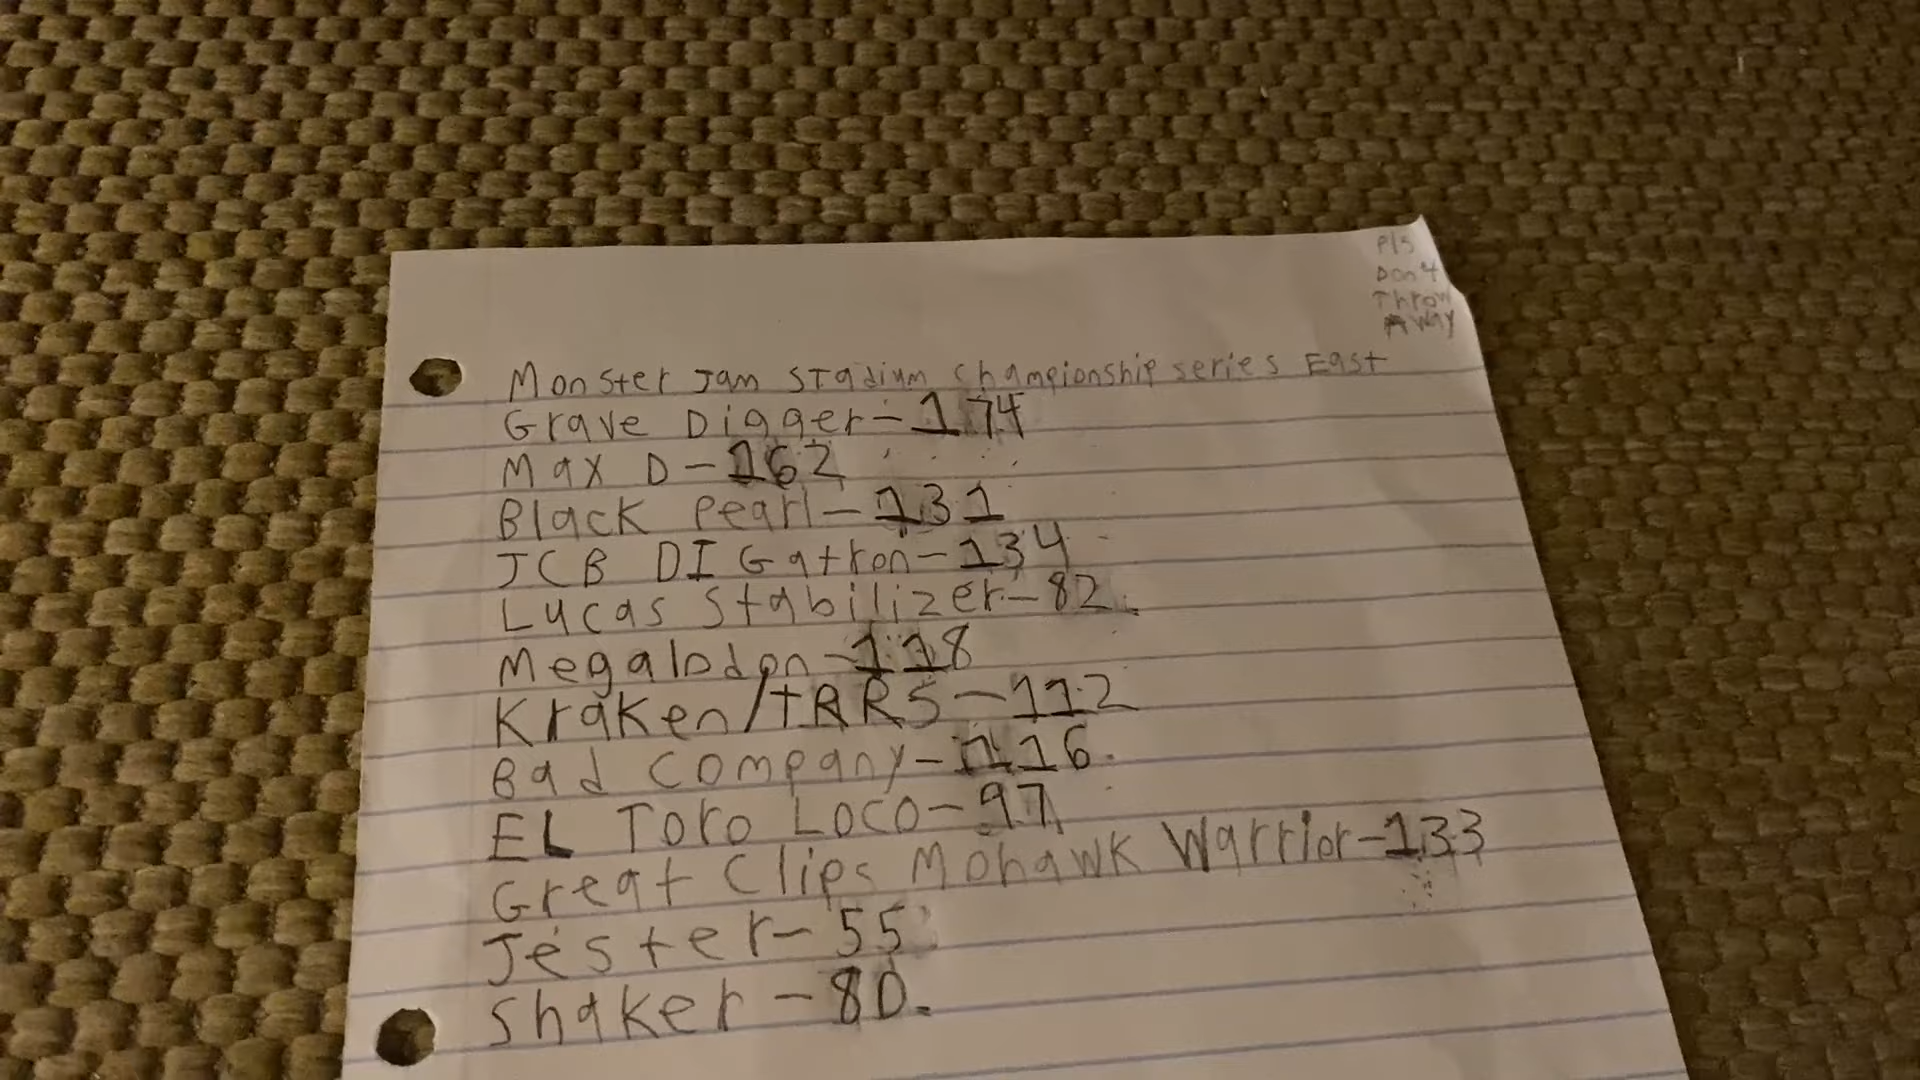 Pls
Don't
Throw
Away
Monster Jam Stadium Championship series East
Grave Digger-174
Max D-162
Black Pearl-131
JCB DIGatron-134
Lucas Stabilizer-82
Megalodon-118
Kraken/TRRS-112
Bad Company-116
EL Toro Loco-97
Great Clips Mohawk Warrior-133
Jester-55
Shaker-80